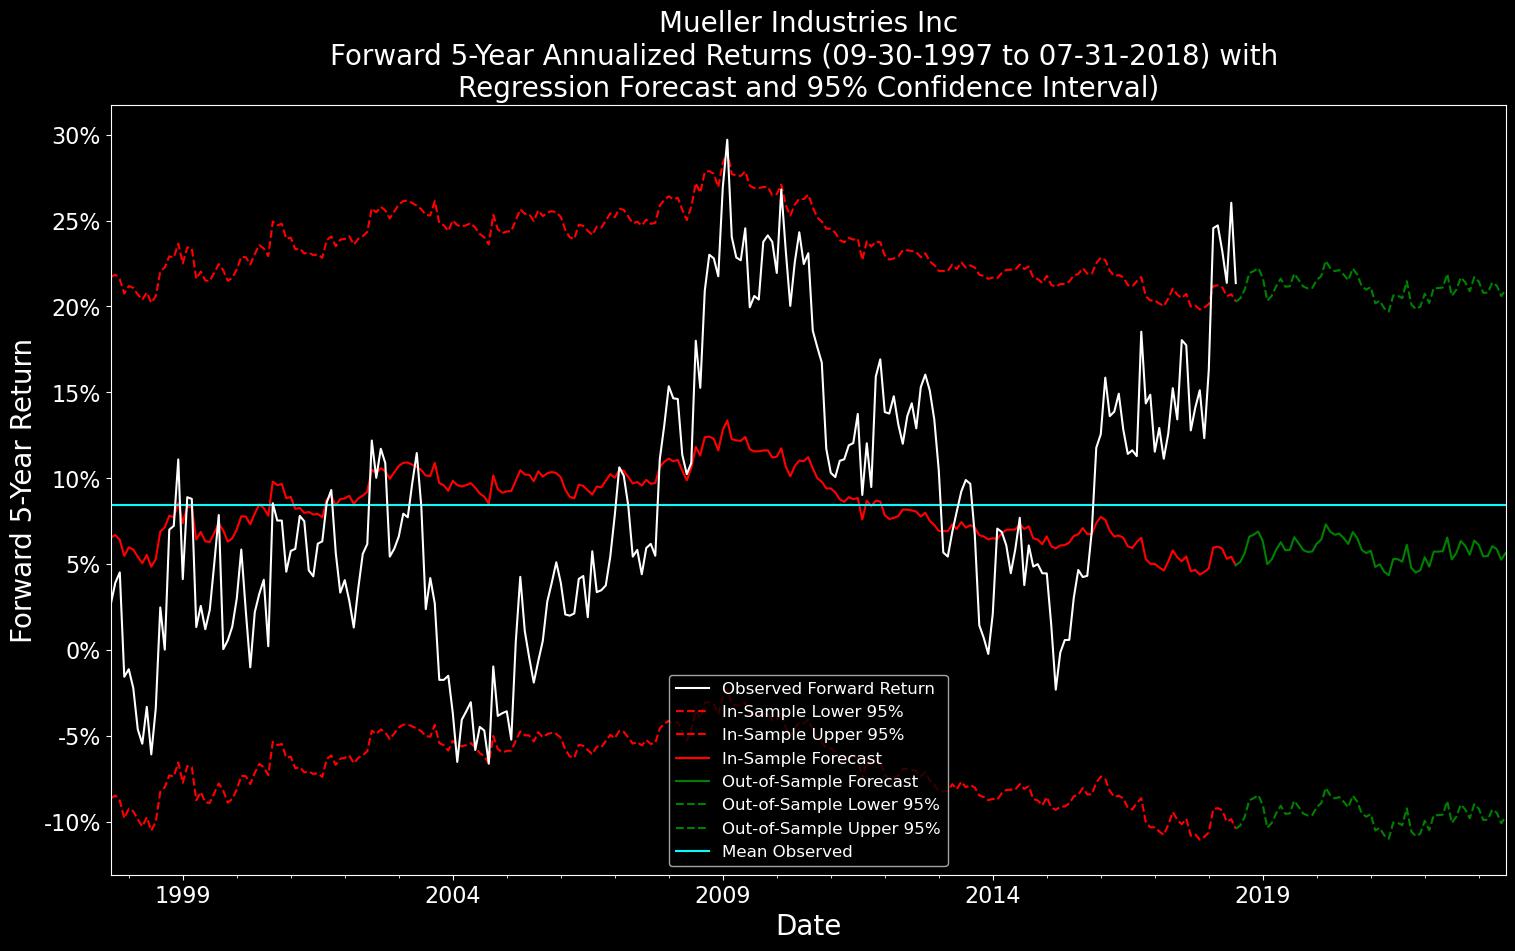 Mueller Industries Inc
Forward 5-Year Annualized Returns (09-30-1997 to 07-31-2018) with
Regression Forecast and 95% Confidence Interval)
30%
25%
20%
15%
10%
5%
0%
-5%
-10%
Forward 5-Year Return
Observed Forward Return
In-Sample Lower 95%
In-Sample Upper 95%
In-Sample Forecast
Out-of-Sample Forecast
Out-of-Sample Lower 95%
Out-of-Sample Upper 95%
Mean Observed
1999
2004
2009
2014
2019
Date